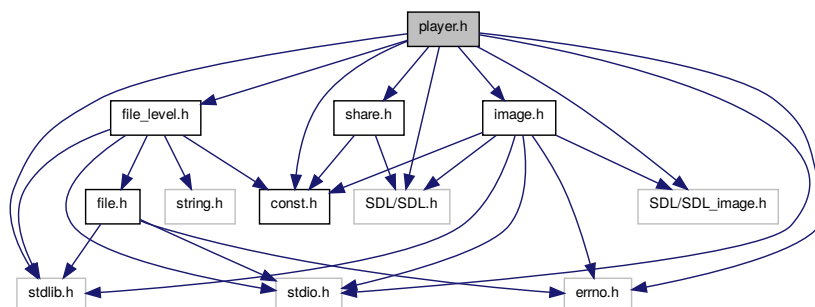 player.h
file_level.h
share.h
image.h
file.h
string.h
const.h
SDL/SDL.h
SDL/SDL_image.h
stdlib.h
stdio.h
errno.h